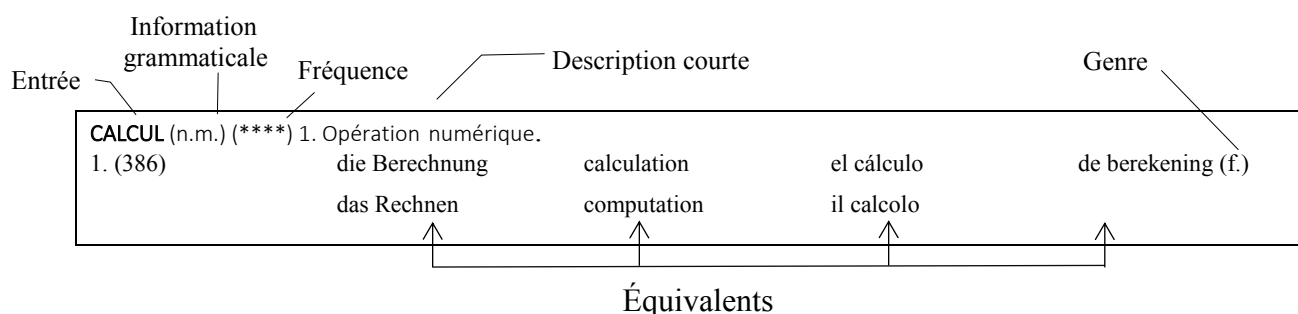 Information
grammaticale
Entrée
Fréquence
Description courte
Genre
CALCUL (n.m.) (****) 1. Opération numérique.
1. (386) die Berechnung calculation el cálculo de berekening (f.)
das Rechnen computation il calcolo
Équivalents